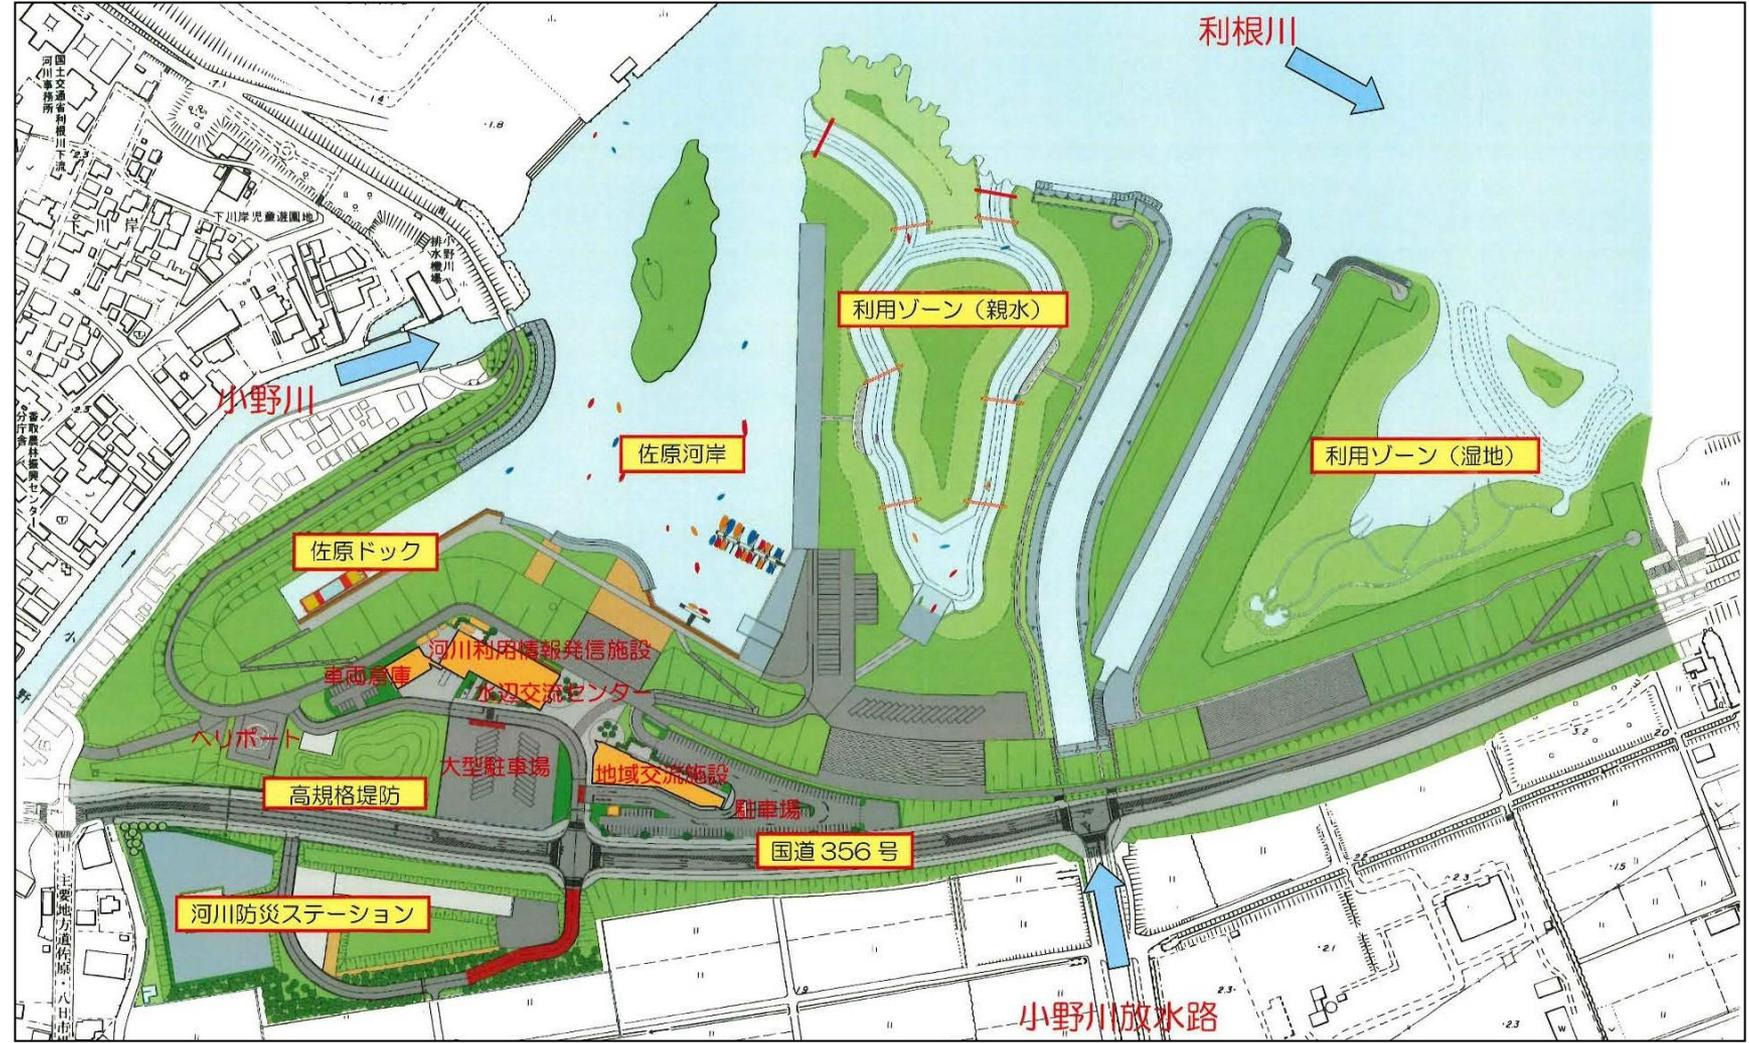 利根川
国土交通省利根川下流
河川事務所
下川岸児童遊園地
下川岸
小野川
排水機場
利用ゾーン（親水）
小野川
香取農林振興センター
分庁舎
佐原河岸
利用ゾーン（湿地）
佐原ドック
河川利用情報発信施設
車両倉庫
水辺交流センター
ヘリポート
大型駐車場
地域交流施設
高規格堤防
駐車場
国道 356 号
河川防災ステーション
主要地方道佐原・八日市
小野川放水路